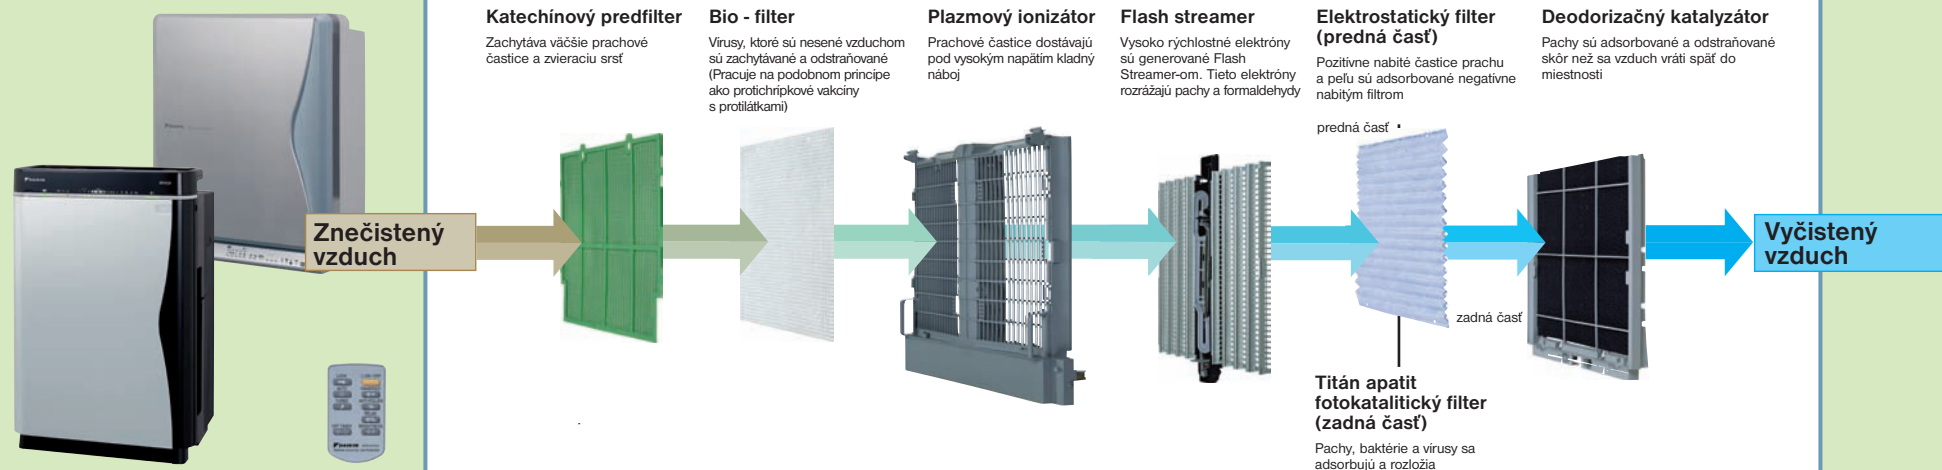 Katechínový predfilter
Zachytáva väčšie prachové
častice a zvieraciu srsť
Bio - filter
Vírusy, ktoré sú nesené vzduchom
sú zachytávané a odstraňované
(Pracuje na podobnom princípe
ako protichrípkové vakcíny
s protilátkami)
Plazmový ionizátor
Prachové častice dostávajú
pod vysokým napätím kladný
náboj
Flash streamer
Vysoko rýchlostné elektróny
sú generované Flash
Streamer-om. Tieto elektróny
rozrážajú pachy a formaldehydy
Elektrostatický filter
(predná časť)
Pozitívne nabité častice prachu
a peľu sú adsorbované negatívne
nabitým filtrom
predná časť
zadná časť
Titán apatit
fotokatalitický filter
(zadná časť)
Pachy, baktérie a vírusy sa
adsorbujú a rozložia
Deodorizačný katalyzátor
Pachy sú adsorbované a odstraňované
skôr než sa vzduch vráti späť do
miestnosti
Znečistený
vzduch
Vyčistený
vzduch
DAIKIN